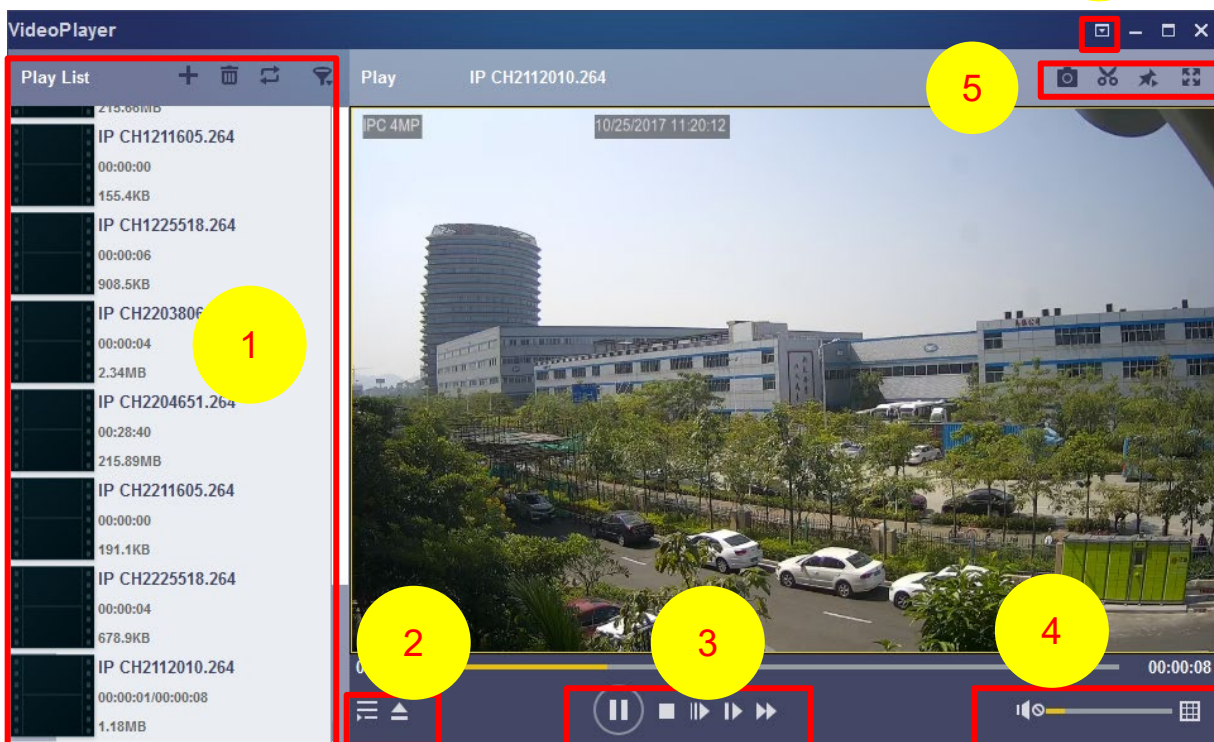 VideoPlayer
Play List
Play
IP CH2112010.264
5
215.66MB
IP CH1211605.264
00:00:00
155.4KB
IP CH1225518.264
00:00:06
908.5KB
IP CH2203806
00:00:04
2.34MB
1
IP CH2204651.264
00:28:40
215.89MB
IP CH2211605.264
00:00:00
191.1KB
IP CH2225518.264
00:00:04
678.9KB
IP CH2112010.264
00:00:01/00:00:08
1.18MB
IPC 4MP
10/25/2017 11:20:12
2
3
4
00:00:08